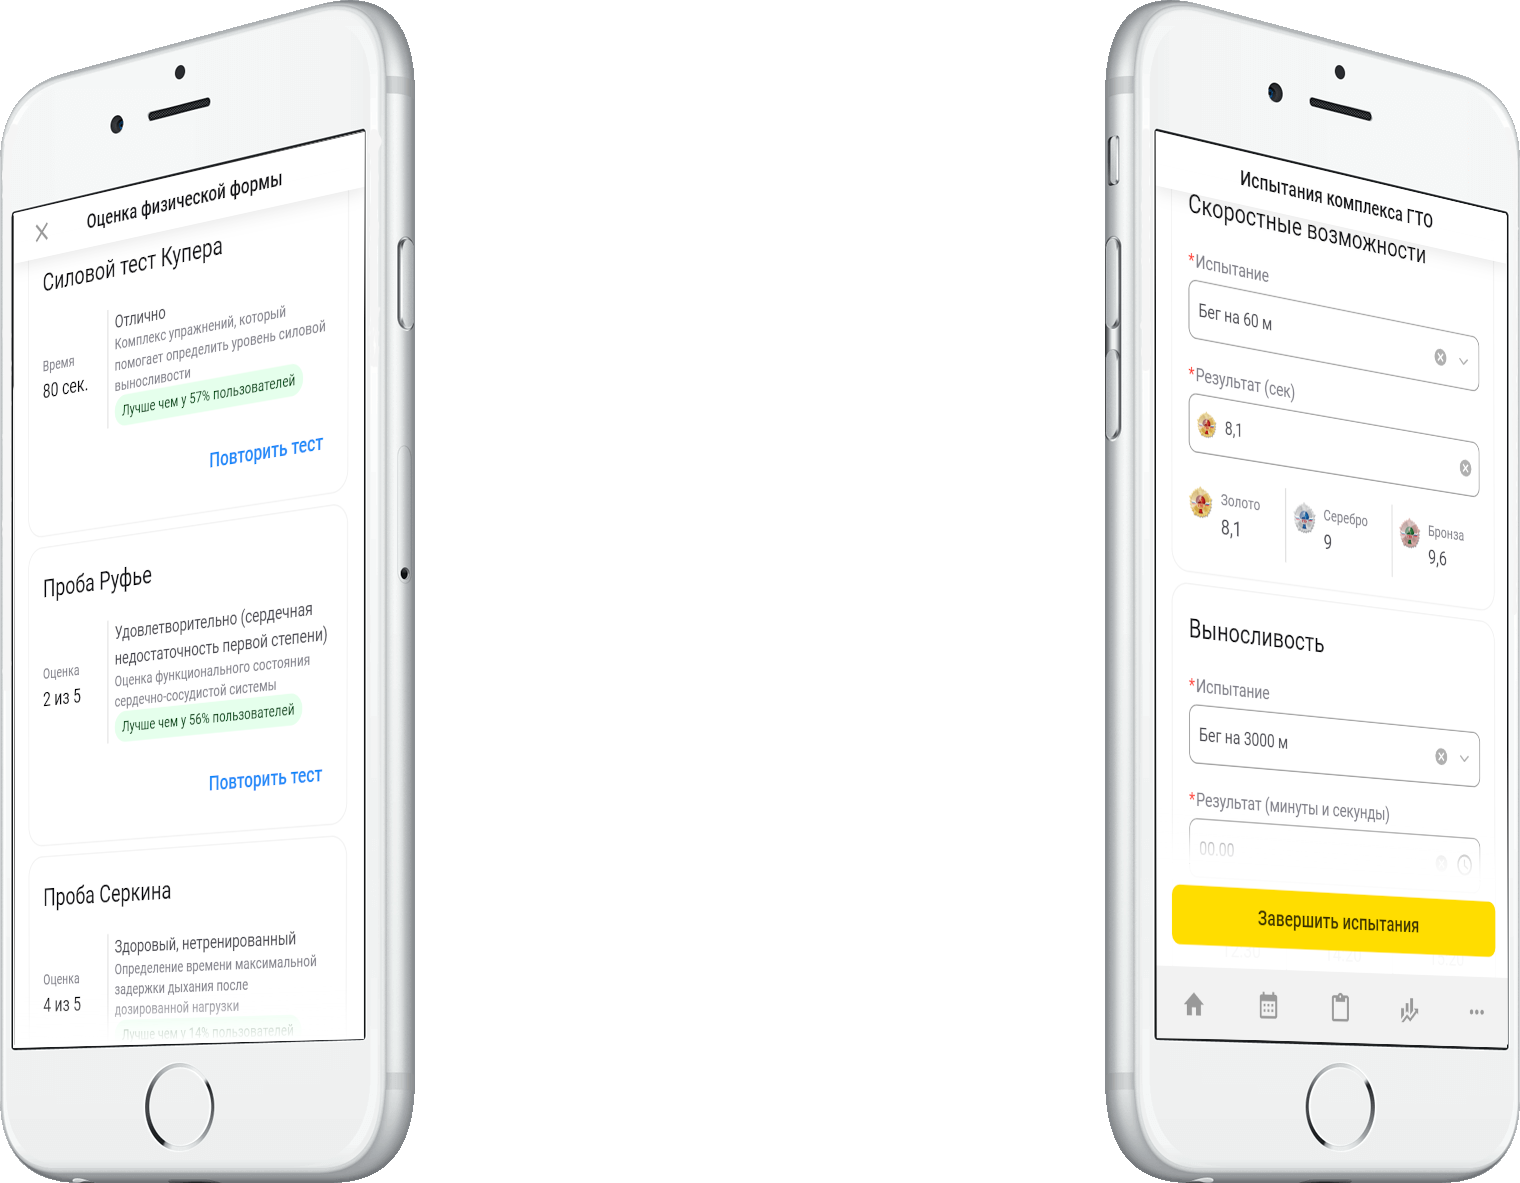 Оценка физической формы
Силовой тест Купера
Время
80 сек.
Отлично
Комплекс упражнений, который
помогает определить уровень силовой
выносливости
Лучше чем у 57% пользователей
Повторить тест
Проба Руфье
Оценка
2 из 5
Удовлетворительно (сердечная
недостаточность первой степени)
Оценка функционального состояния
сердечно-сосудистой системы
Лучше чем у 56% пользователей
Повторить тест
Проба Серкина
Оценка
4 из 5
Здоровый, нетренированный
Определение времени максимальной
задержки дыхания после
дозированной нагрузки
Лучше чем у 14% пользователей
Испытания комплекса ГТО
Скоростные возможности
*Испытание
Бег на 60 м
*Результат (сек)
8,1
Золото
8,1
Серебро
9
Бронза
9,6
Выносливость
*Испытание
Бег на 3000 м
*Результат (минуты и секунды)
00.00
Завершить испытания